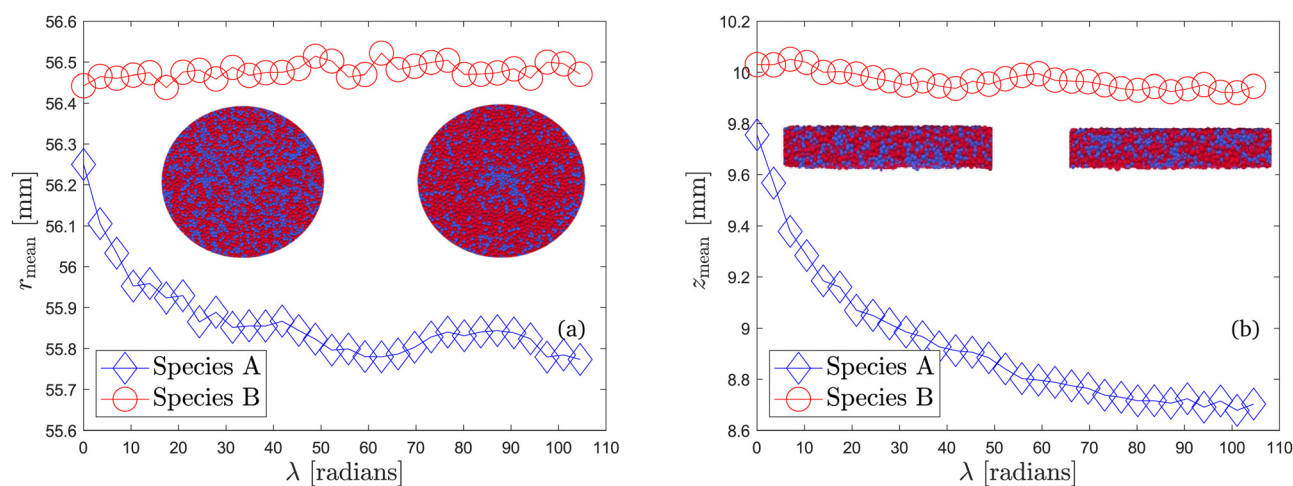 56.6
56.5
56.4
56.3
56.2
56.1
56
55.9
55.8
55.7
55.6
r_mean [mm]
0 10 20 30 40 50 60 70 80 90 100 110
λ [radians]
(a)
Species A
Species B
10.2
10
9.8
9.6
9.4
9.2
9
8.8
8.6
z_mean [mm]
0 10 20 30 40 50 60 70 80 90 100 110
λ [radians]
(b)
Species A
Species B